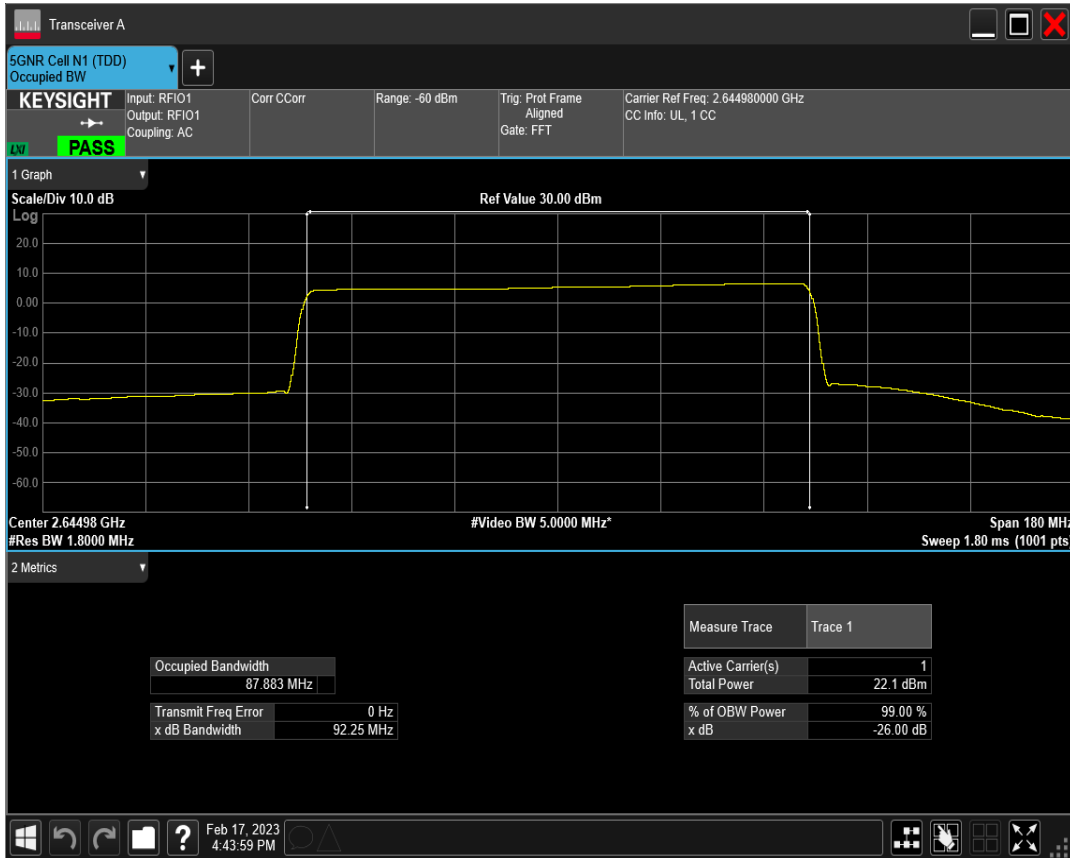 Transceiver A
5GNR Cell N1 (TDD)
Occupied BW
+
KEYSIGHT
LXI
PASS
Input: RFIO1
Output: RFIO1
Coupling: AC
Corr CCorr
Range: -60 dBm
Trig: Prot Frame
Aligned
Gate: FFT
Carrier Ref Freq: 2.644980000 GHz
CC Info: UL, 1 CC
1 Graph
Scale/Div 10.0 dB
Ref Value 30.00 dBm
Log
20.0
10.0
0.00
-10.0
-20.0
-30.0
-40.0
-50.0
-60.0
Center 2.64498 GHz
#Video BW 5.0000 MHz*
Span 180 MHz
#Res BW 1.8000 MHz
Sweep 1.80 ms (1001 pts)
2 Metrics
Measure Trace Trace 1
Occupied Bandwidth
87.883 MHz
Active Carrier(s) 1
Total Power 22.1 dBm
Transmit Freq Error 0 Hz
x dB Bandwidth 92.25 MHz
% of OBW Power 99.00 %
x dB -26.00 dB
?
Feb 17, 2023
4:43:59 PM